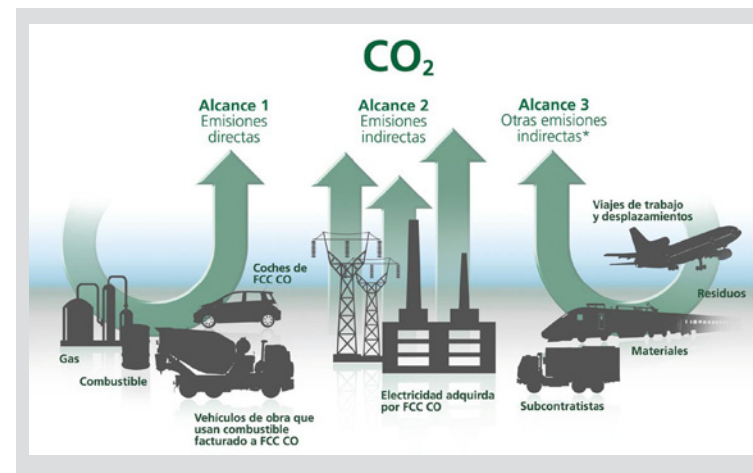 CO₂
Alcance 1
Emisiones
directas
Alcance 2
Emisiones
indirectas
Alcance 3
Otras emisiones
indirectas*
Gas
Combustible
Coches de
FCC CO
Vehículos de obra que
usan combustible
facturado a FCC CO
Electricidad adquirida
por FCC CO
Viajes de trabajo
y desplazamientos
Residuos
Materiales
Subcontratistas